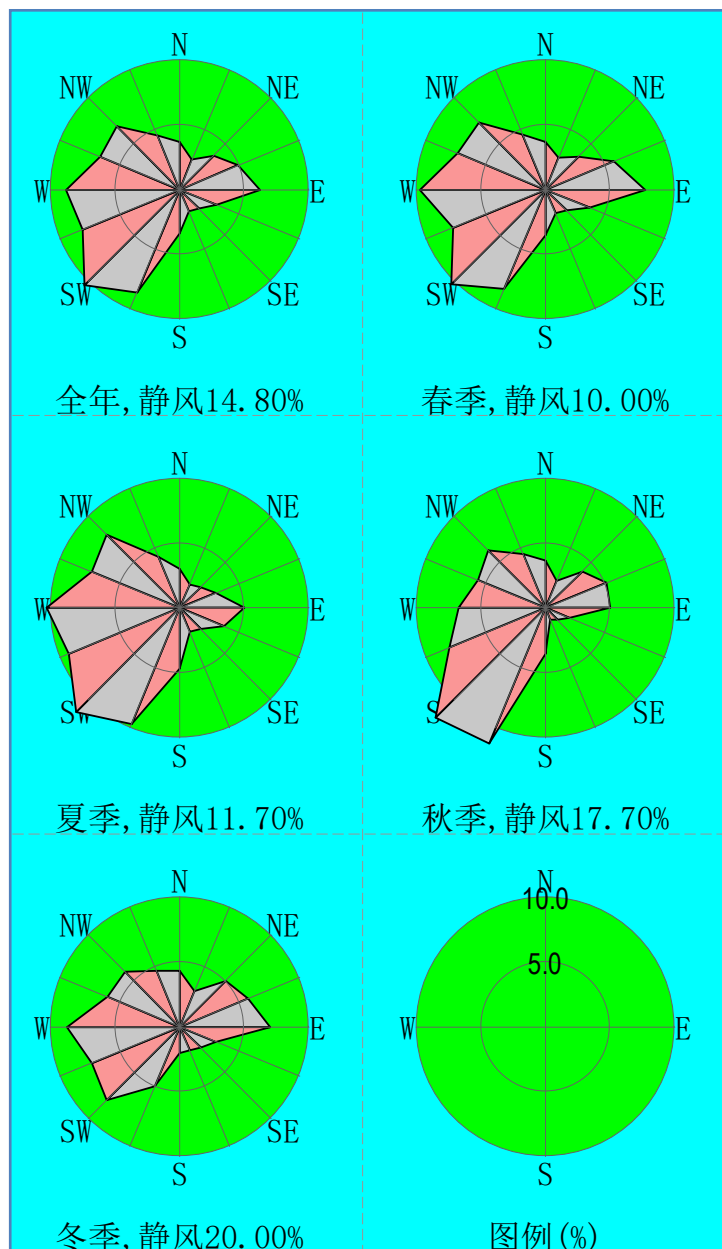 N N
NW NE NW NE
W E W E
SW SE SW SE
S S
全年,静风14.80% 春季,静风10.00%
N N
NW NE NW NE
W E W E
SW SE S SE
S S
夏季,静风11.70% 秋季,静风17.70%
N N
10.0
NW NE
5.0
W E W E
SW SE
S S
冬季,静风20.00% 图例(%)